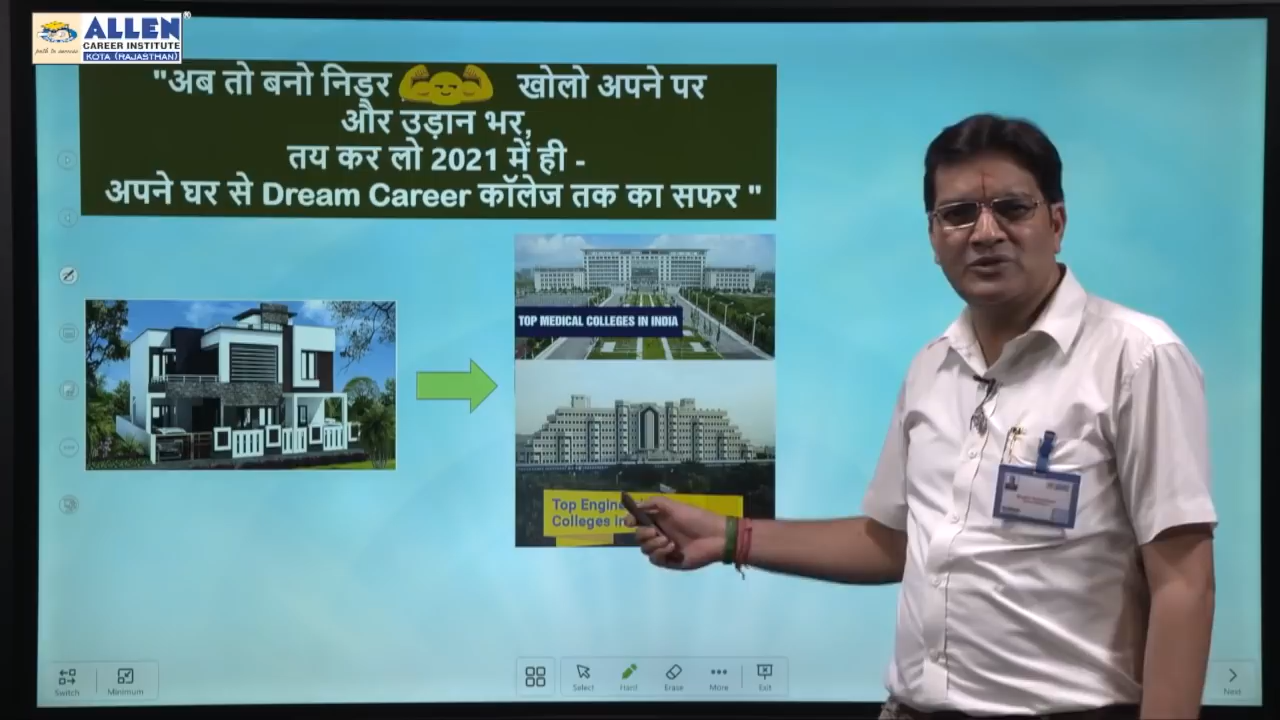 ALLEN
CAREER INSTITUTE
KOTA (RAJASTHAN)
path to success
"अब तो बनो निडर खोलो अपने पर
और उड़ान भर,
तय कर लो 2021 में ही -
अपने घर से Dream Career कॉलेज तक का सफर "
TOP MEDICAL COLLEGES IN INDIA
Top Engine
Colleges in
Switch
Minimum
Select
Hard
Erase
More
Exit
Next